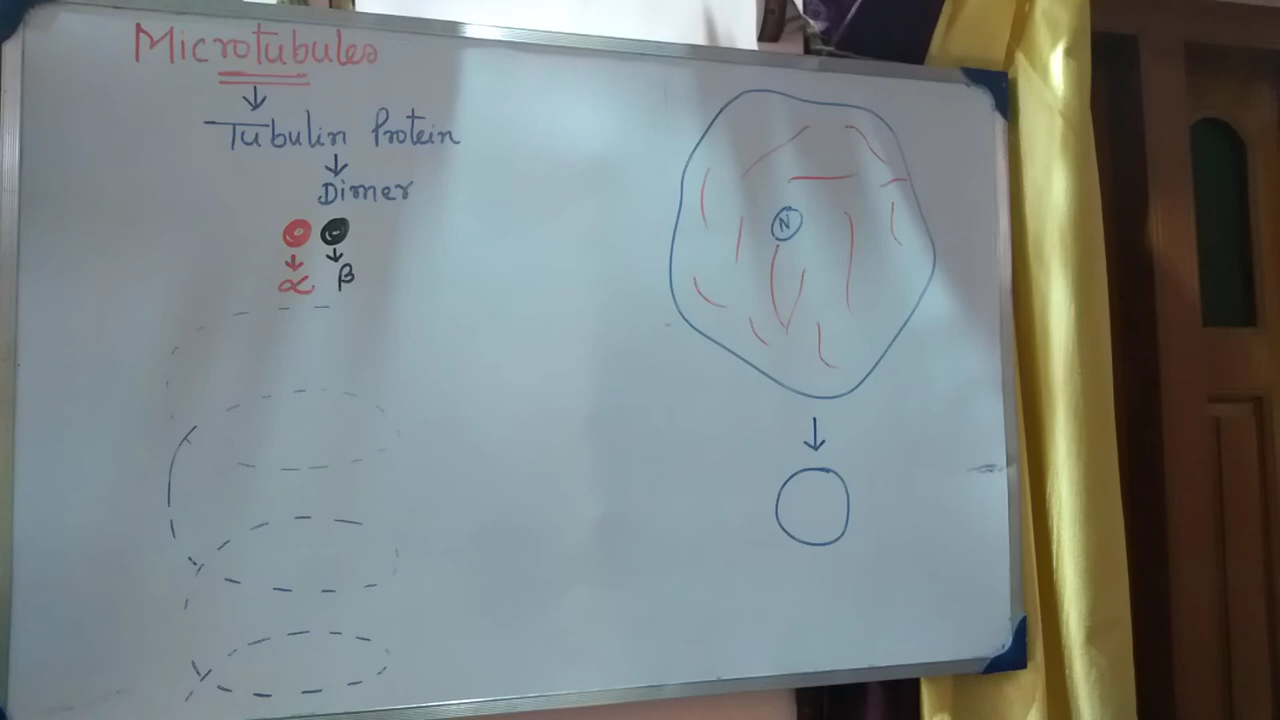 Microtubules
↓
Tubulin Protein
↓
Dimer
↓ ↓
α β
N
↓